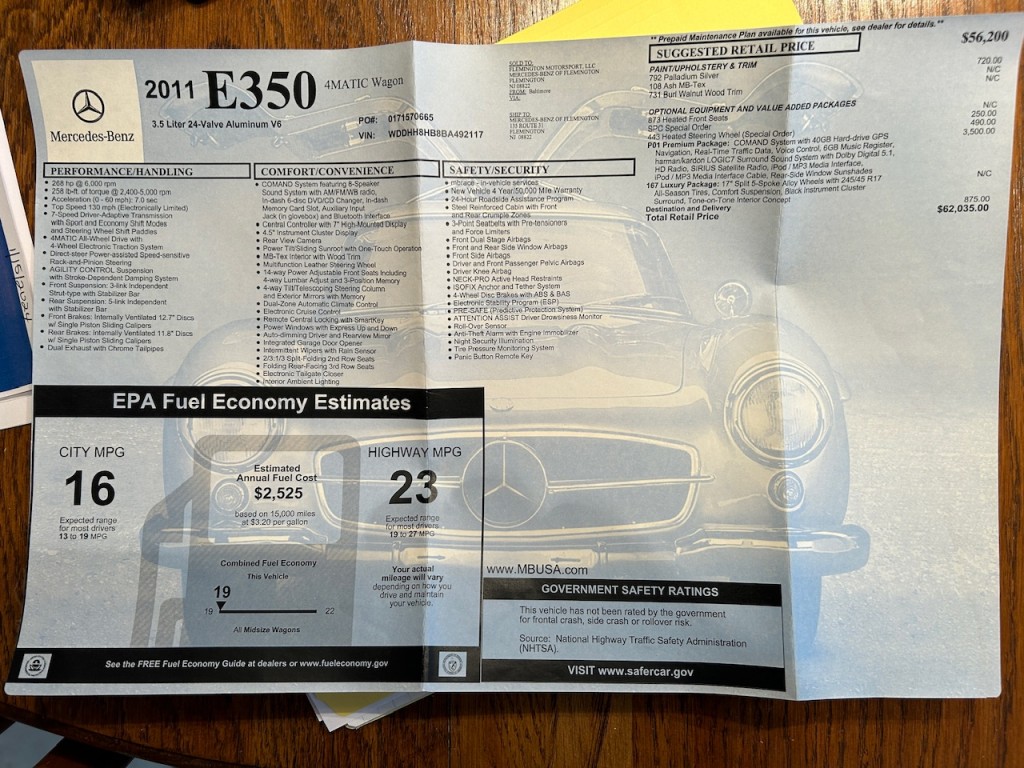 ** Prepaid Maintenance Plan available for this vehicle, see dealer for details.**
Mercedes-Benz
2011 E350 4MATIC Wagon
3.5 Liter 24-Valve Aluminum V6
PO#: 0171570665
VIN: WDDHH8HB8BA492117
SOLD TO:
FLEMINGTON MOTORSPORT, LLC
MERCEDES-BENZ OF FLEMINGTON
FLEMINGTON
NJ 08822
FROM: Baltimore
VIA:
SHIP TO:
MERCEDES-BENZ OF FLEMINGTON
FLEMINGTON
NJ 08822
PERFORMANCE/HANDLING
• 268 hp @ 6,000 rpm
• 258 lb-ft. of torque @ 2,400-5,000 rpm
• Acceleration (0 - 60 mph): 7.0 sec
• Top Speed 130 mph (Electronically Limited)
• 7-Speed Driver-Adaptive Transmission
with Sport and Economy Shift Modes
and Steering Wheel Shift Paddles
• 4MATIC All-Wheel Drive with
4-Wheel Electronic Traction System
• Direct-steer Power-assisted Speed-sensitive
Rack-and-Pinion Steering
• AGILITY CONTROL Suspension
with Stroke-Dependent Damping System
• Front Suspension: 3-link Independent
Strut-type with Stabilizer Bar
• Rear Suspension: 5-link Independent
with Stabilizer Bar
• Front Brakes: Internally Ventilated 12.7" Discs
w/ Single Piston Sliding Calipers
• Rear Brakes: Internally Ventilated 11.8" Discs
w/ Single Piston Sliding Calipers
• Dual Exhaust with Chrome Tailpipes
COMFORT/CONVENIENCE
• COMAND System featuring 8-Speaker
Sound System with AM/FM/WB radio,
In-dash 6-disc DVD/CD Changer, In-dash
Memory Card Slot, Auxiliary Input
Jack (in glovebox) and Bluetooth Interface
• Central Controller with 7" High-Mounted Display
• 4.5" Instrument Cluster Display
• Rear View Camera
• Power Tilt/Sliding Sunroof with One-Touch Operation
• MB-Tex Interior with Wood Trim
• Multifunction Leather Steering Wheel
• 14-way Power Adjustable Front Seats Including
4-way Lumbar Adjust and 3-Position Memory
• 4-way Tilt/Telescoping Steering Column
and Exterior Mirrors with Memory
• Dual-Zone Automatic Climate Control
• Electronic Cruise Control
• Remote Central Locking with SmartKey
• Power Windows with Express Up and Down
• Auto-dimming Driver and Rearview Mirror
• Integrated Garage Door Opener
• Intermittent Wipers with Rain Sensor
• 2/3:1/3 Split-Folding 2nd Row Seats
• Folding Rear-Facing 3rd Row Seats
• Electronic Tailgate Closer
• Interior Ambient Lighting
SAFETY/SECURITY
• mbrace - in-vehicle services
• New Vehicle 4 Year/50,000 Mile Warranty
• 24-Hour Roadside Assistance Program
• Steel Reinforced Cabin with Front
and Rear Crumple Zones
• 3-Point Seatbelts with Pre-tensioners
and Force Limiters
• Front Dual Stage Airbags
• Front and Rear Side Window Airbags
• Front Side Airbags
• Driver and Front Passenger Pelvic Airbags
• Driver Knee Airbag
• NECK-PRO Active Head Restraints
• ISOFIX Anchor and Tether System
• 4-Wheel Disc Brakes with ABS & BAS
• Electronic Stability Program (ESP)
• PRE-SAFE (Predictive Protection System)
• ATTENTION ASSIST Driver Drowsiness Monitor
• Roll-Over Sensor
• Anti-Theft Alarm with Engine Immobilizer
• Night Security Illumination
• Tire Pressure Monitoring System
• Panic Button Remote Key
SUGGESTED RETAIL PRICE $56,200
PAINT/UPHOLSTERY & TRIM
792 Palladium Silver 720.00
108 Ash MB-Tex N/C
731 Burl Walnut Wood Trim N/C
OPTIONAL EQUIPMENT AND VALUE ADDED PACKAGES
873 Heated Front Seats N/C
SPC Special Order 250.00
443 Heated Steering Wheel (Special Order) 490.00
P01 Premium Package: COMAND System with 40GB Hard-drive GPS 3,500.00
Navigation, Real-Time Traffic Data, Voice Control, 6GB Music Register,
harman/kardon LOGIC7 Surround Sound System with Dolby Digital 5.1,
HD Radio, SIRIUS Satellite Radio, iPod / MP3 Media Interface,
iPod / MP3 Media Interface Cable, Rear-Side Window Sunshades
167 Luxury Package: 17" Split 5-Spoke Alloy Wheels with 245/45 R17 N/C
All-Season Tires, Comfort Suspension, Black Instrument Cluster
Surround, Tone-on-Tone Interior Concept
Destination and Delivery 875.00
Total Retail Price $62,035.00
EPA Fuel Economy Estimates
CITY MPG
16
Expected range
for most drivers
13 to 19 MPG
Estimated
Annual Fuel Cost
$2,525
based on 15,000 miles
at $3.20 per gallon
HIGHWAY MPG
23
Expected range
for most drivers
19 to 27 MPG
Combined Fuel Economy
This Vehicle
19
19 22
All Midsize Wagons
Your actual
mileage will vary
depending on how you
drive and maintain
your vehicle.
See the FREE Fuel Economy Guide at dealers or www.fueleconomy.gov
www.MBUSA.com
GOVERNMENT SAFETY RATINGS
This vehicle has not been rated by the government
for frontal crash, side crash or rollover risk.
Source: National Highway Traffic Safety Administration
(NHTSA).
VISIT www.safercar.gov